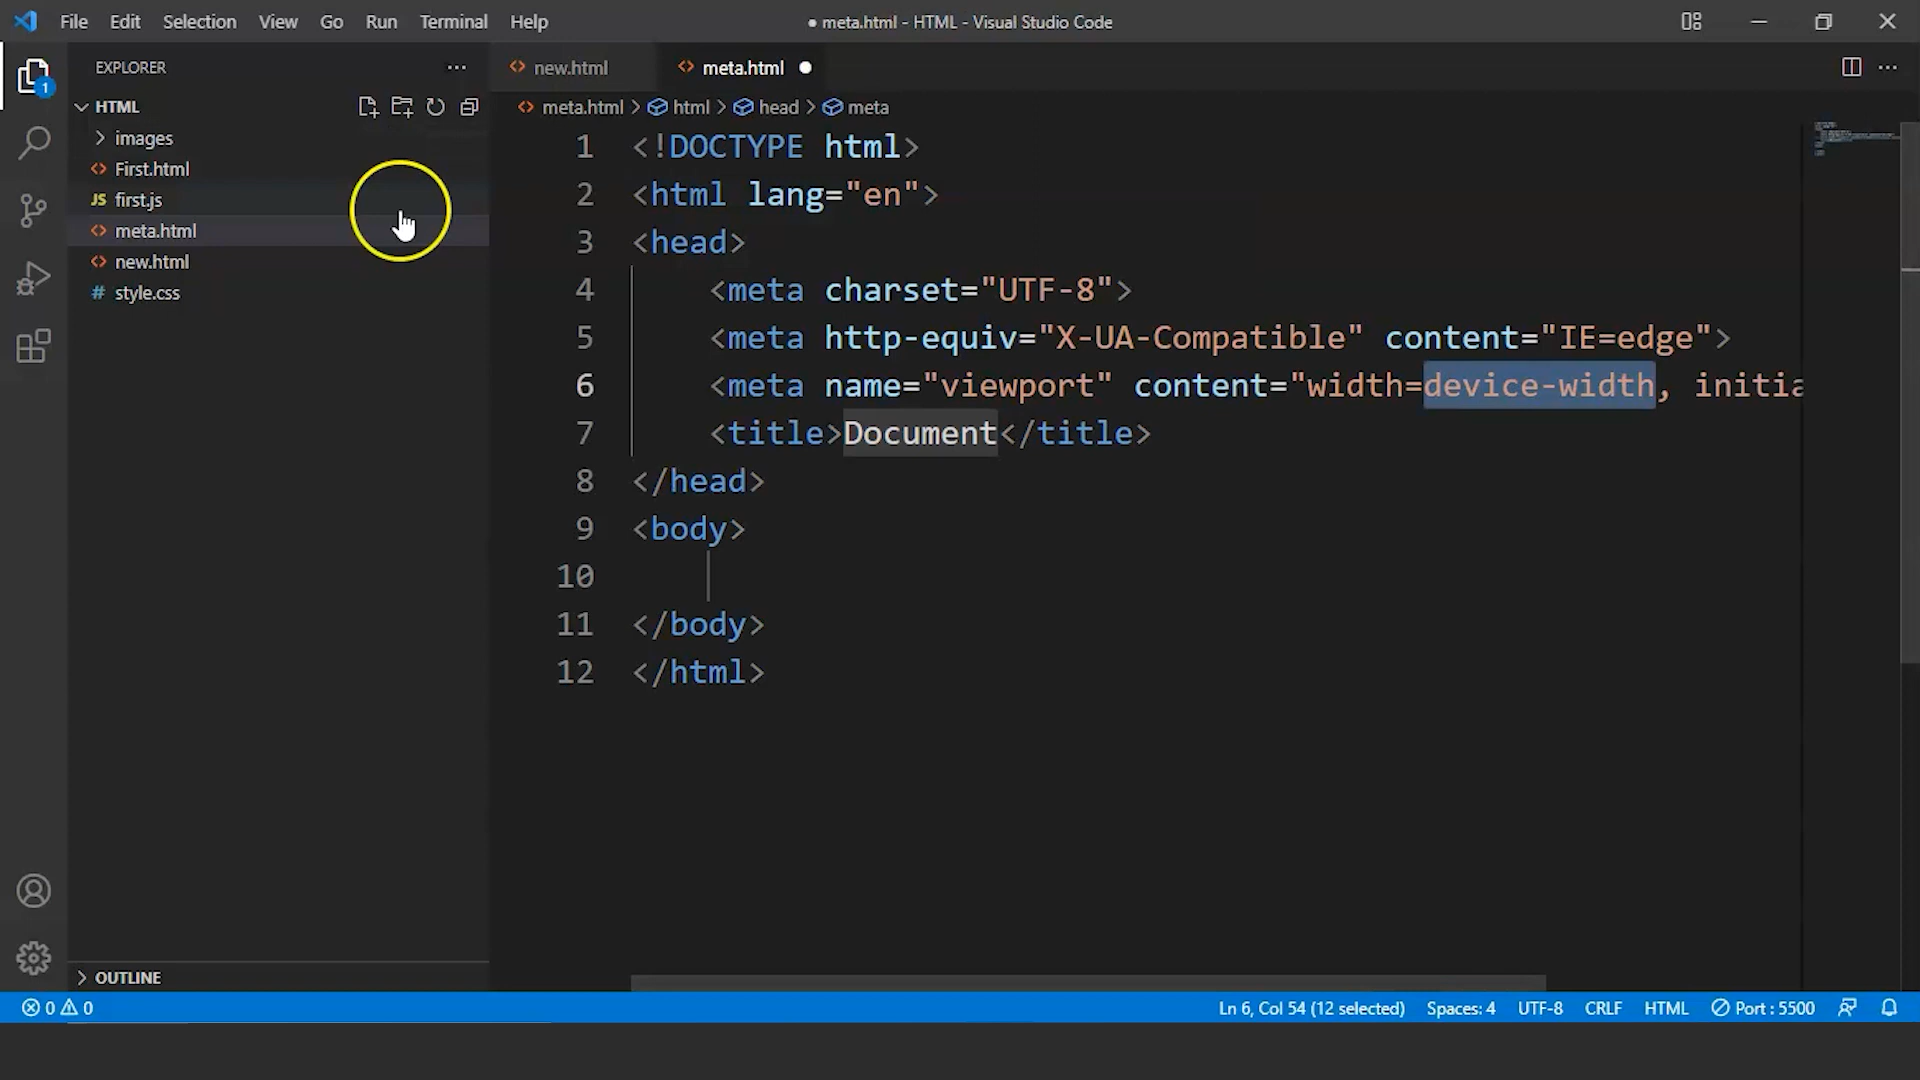 File Edit Selection View Go Run Terminal Help
● meta.html - HTML - Visual Studio Code
EXPLORER
HTML
images
First.html
JS first.js
meta.html
new.html
# style.css
OUTLINE
1
new.html
meta.html
meta.html > html > head > meta
1 <!DOCTYPE html>
2 <html lang="en">
3 <head>
4 <meta charset="UTF-8">
5 <meta http-equiv="X-UA-Compatible" content="IE=edge">
6 <meta name="viewport" content="width=device-width, initia
7 <title>Document</title>
8 </head>
9 <body>
10
11 </body>
12 </html>
0 0 Ln 6, Col 54 (12 selected) Spaces: 4 UTF-8 CRLF HTML Port : 5500